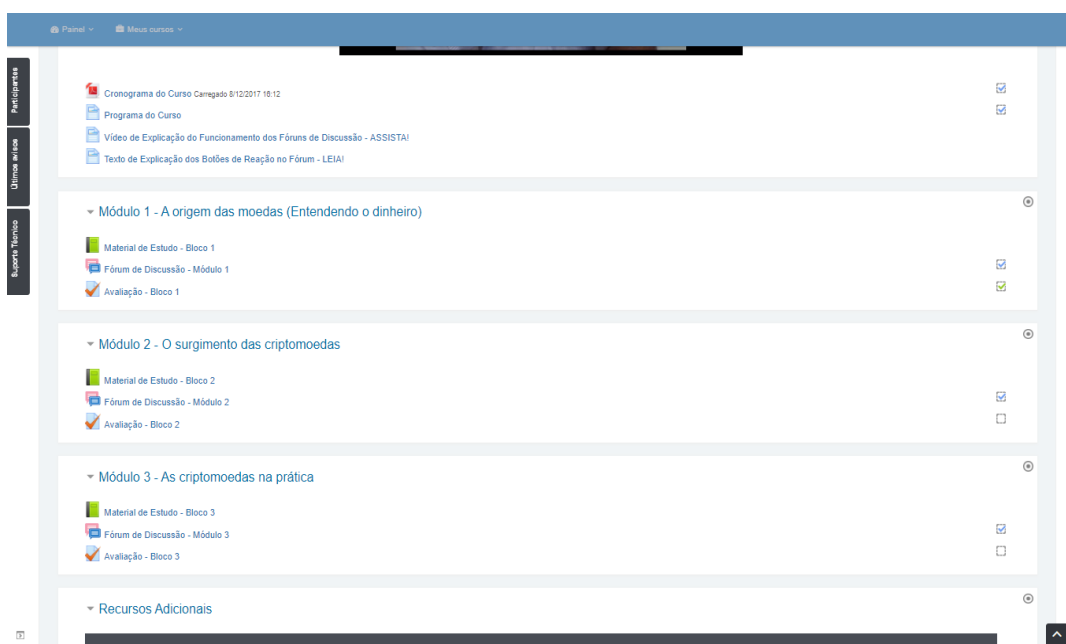 Painel
Meus cursos
Participantes
Últimos avisos
Suporte Técnico
Cronograma do Curso Carregado 8/12/2017 18:12
Programa do Curso
Vídeo de Explicação do Funcionamento dos Fóruns de Discussão - ASSISTA!
Texto de Explicação dos Botões de Reação no Fórum - LEIA!
Módulo 1 - A origem das moedas (Entendendo o dinheiro)
Material de Estudo - Bloco 1
Fórum de Discussão - Módulo 1
Avaliação - Bloco 1
Módulo 2 - O surgimento das criptomoedas
Material de Estudo - Bloco 2
Fórum de Discussão - Módulo 2
Avaliação - Bloco 2
Módulo 3 - As criptomoedas na prática
Material de Estudo - Bloco 3
Fórum de Discussão - Módulo 3
Avaliação - Bloco 3
Recursos Adicionais